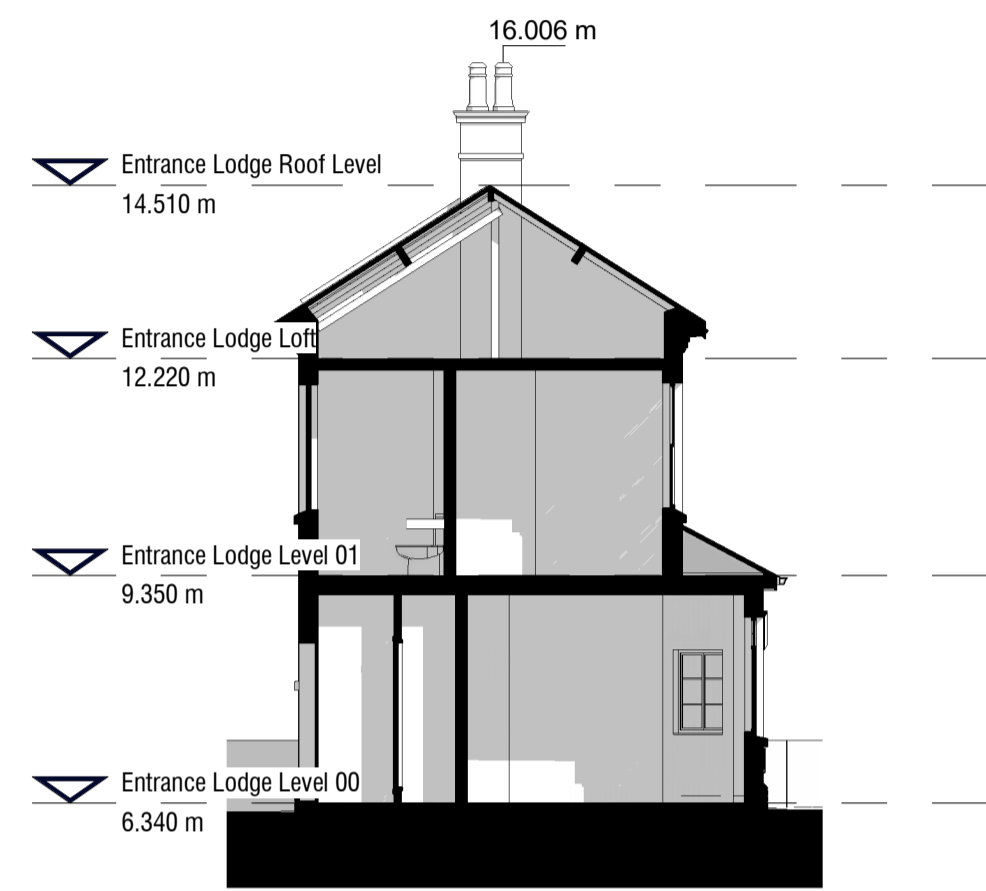 16.006 m
Entrance Lodge Roof Level
14.510 m
Entrance Lodge Loft
12.220 m
Entrance Lodge Level 01
9.350 m
Entrance Lodge Level 00
6.340 m